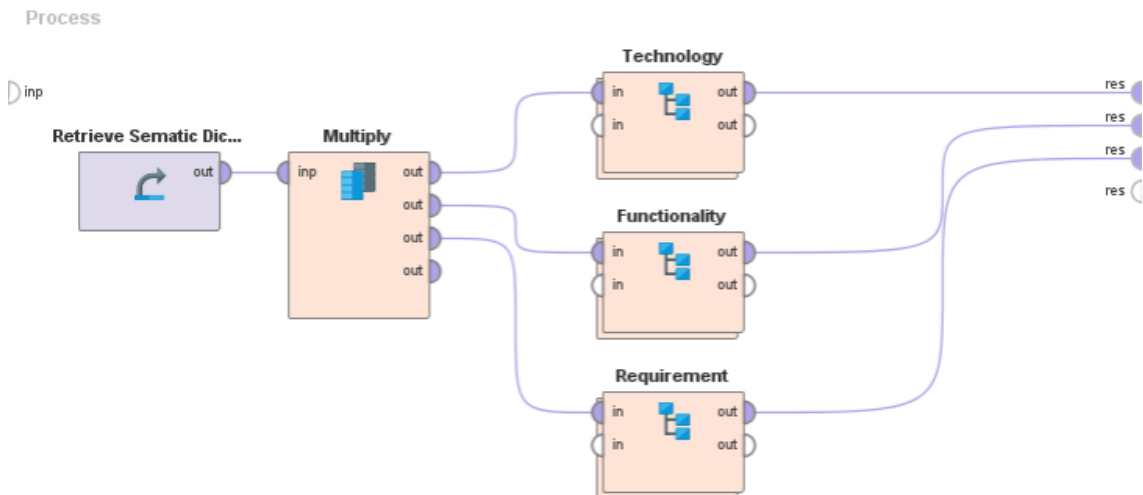 Process
inp
Retrieve Sematic Dic...
out
Multiply
inp
out
out
out
out
Technology
in
out
in
out
Functionality
in
out
in
out
Requirement
in
out
in
out
res
res
res
res